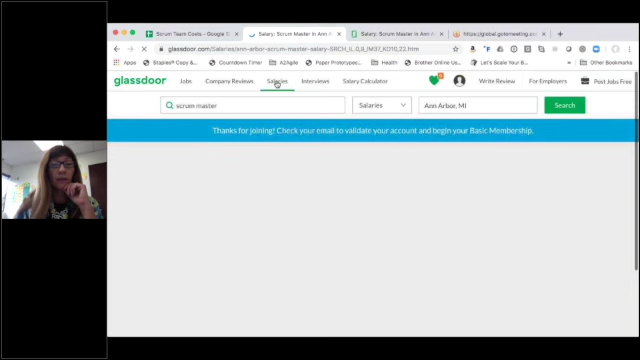 Scrum Team Costs - Google S
Salary: Scrum Master in Ann A
Salary: Scrum Master in Ann A
https://global.gotomeeting.com
glassdoor.com/Salaries/ann-arbor-scrum-master-salary-SRCH_IL.0,9_IM37_KO10,22.htm
Apps
Staples® Copy &
Countdown Timer
A2Agile
Paper Prototypes...
Health
Brother Online Lis...
Let's Scale Your B...
»
Other Bookmarks
glassdoor
Jobs
Company Reviews
Salaries
Interviews
Salary Calculator
Write Review
For Employers
Post Jobs Free
scrum master
Salaries
Ann Arbor, MI
Search
Thanks for joining! Check your email to validate your account and begin your Basic Membership.